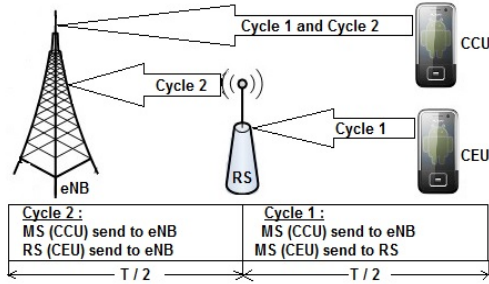 Cycle 1 and Cycle 2
CCU
Cycle 2
Cycle 1
CEU
RS
eNB
Cycle 2 :
MS (CCU) send to eNB
RS (CEU) send to eNB
Cycle 1 :
MS (CCU) send to eNB
MS (CEU) send to RS
T / 2
T / 2